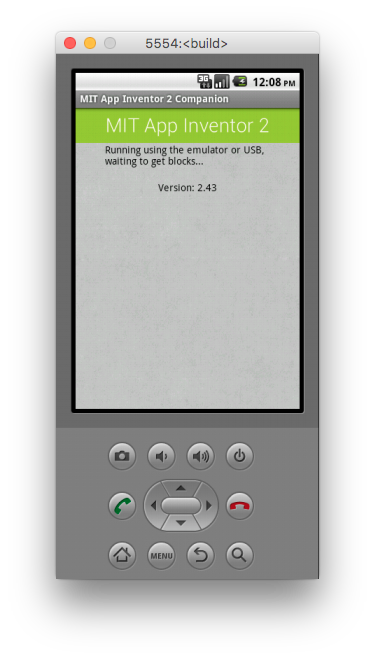 5554:<build>
3G 12:08 PM
MIT App Inventor 2 Companion
MIT App Inventor 2
Running using the emulator or USB,
waiting to get blocks...
Version: 2.43
MENU